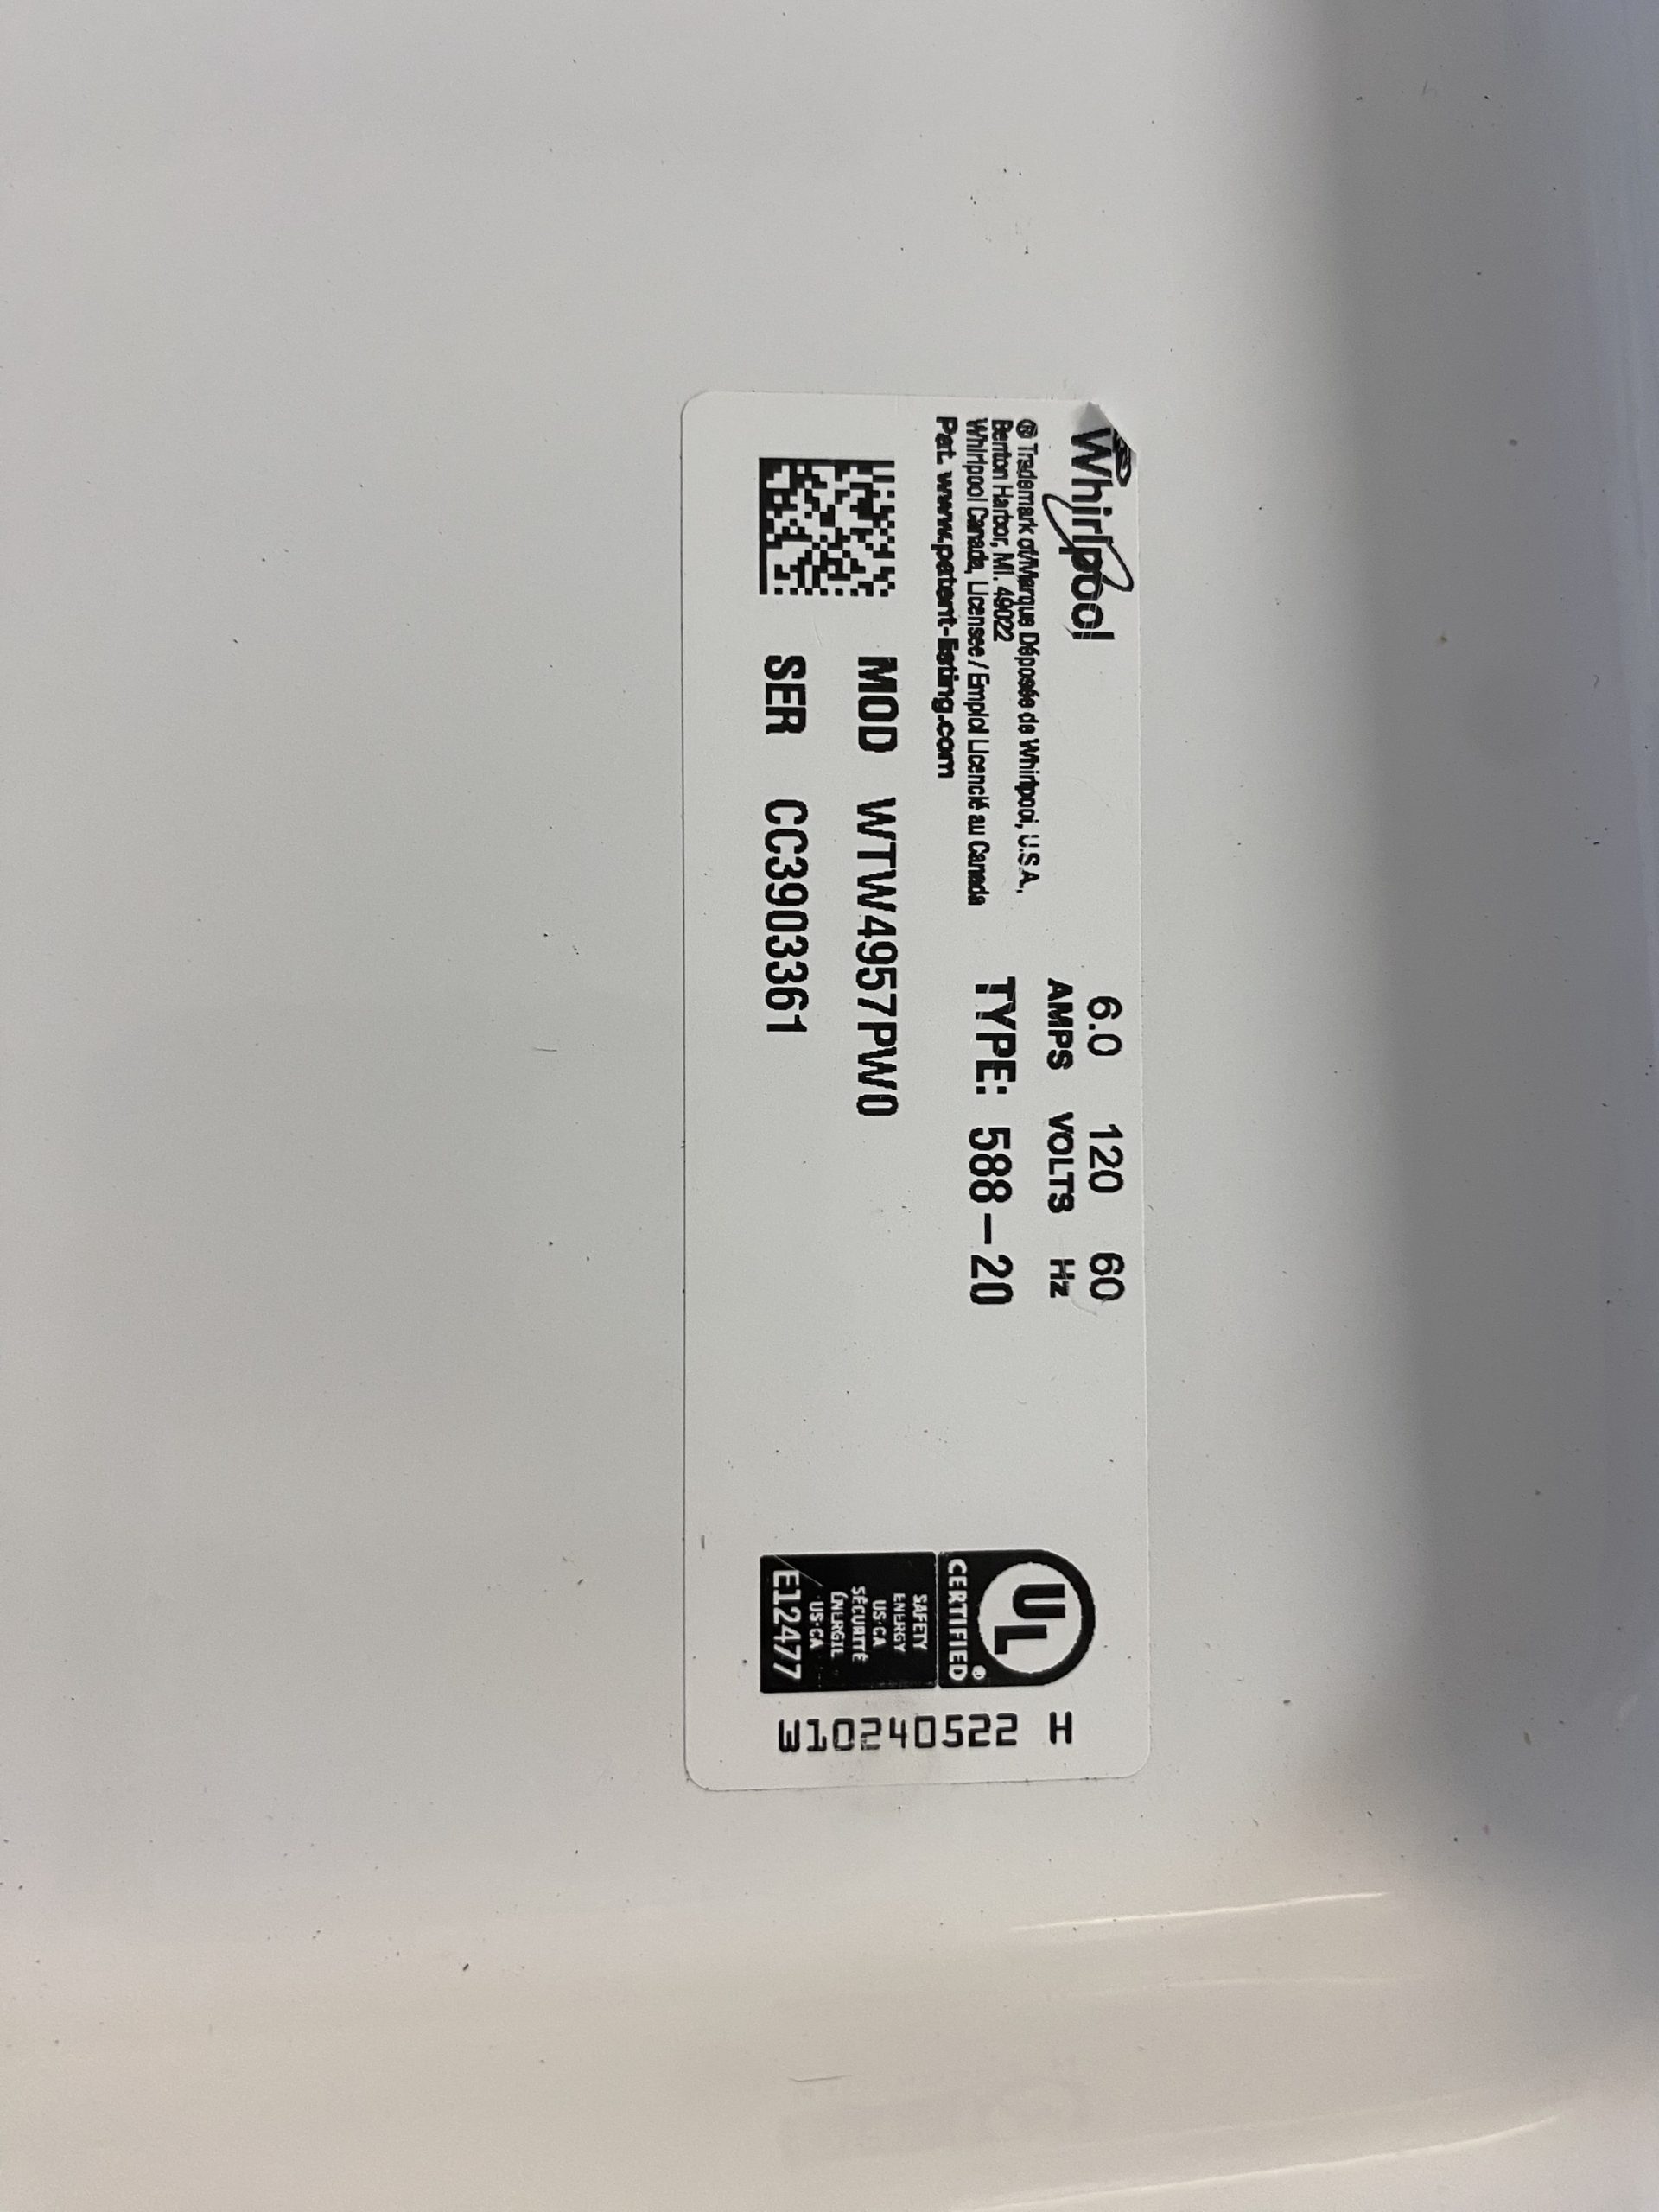 Whirlpool
® Trademark of/Marque Déposée de Whirlpool, U.S.A.,
Benton Harbor, MI. 49022
Whirlpool Canada, Licensee / Emploi Licencié au Canada
Pat. www.patent-listing.com
6.0 120 60
AMPS VOLTS Hz
TYPE: 588-20
MOD WTW4957PW0
SER CC3903361
UL
CERTIFIED®
SAFETY
ENERGY
US·CA
SÉCURITÉ
ÉNERGIE
US·CA
E12477
W10240522 H